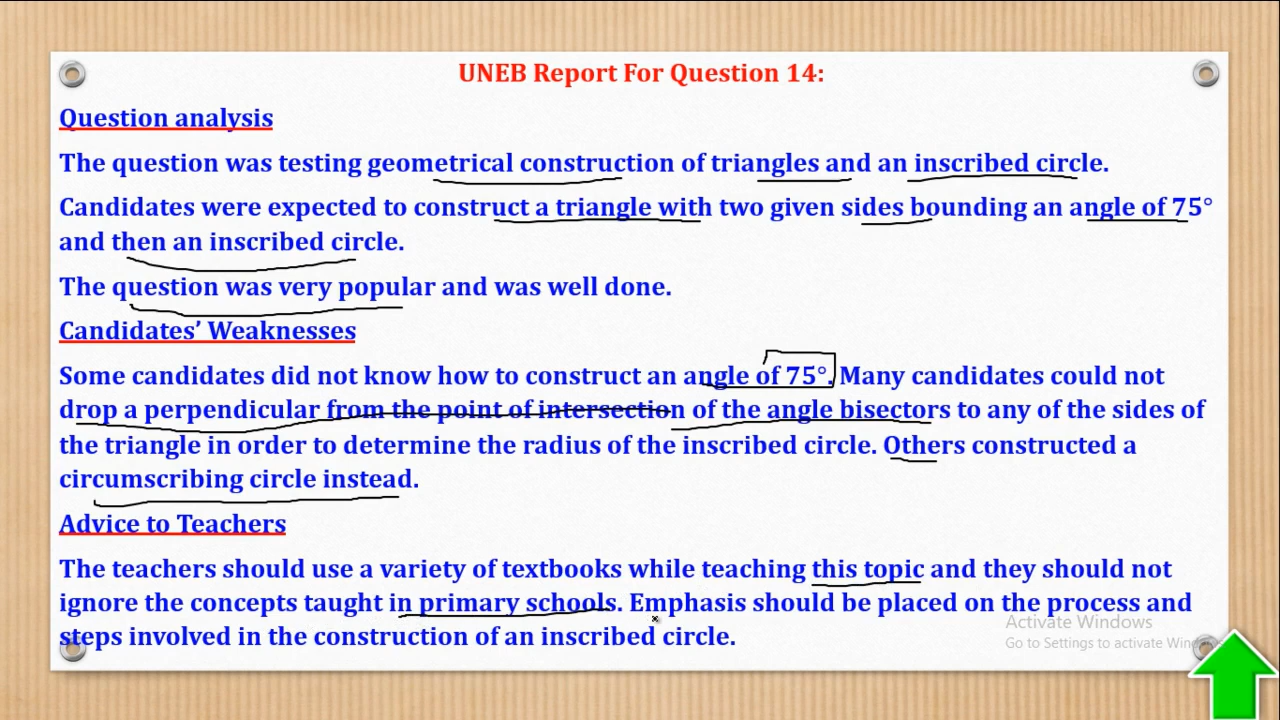 UNEB Report For Question 14:
Question analysis
The question was testing geometrical construction of triangles and an inscribed circle.
Candidates were expected to construct a triangle with two given sides bounding an angle of 75°
and then an inscribed circle.
The question was very popular and was well done.
Candidates’ Weaknesses
Some candidates did not know how to construct an angle of 75°. Many candidates could not
drop a perpendicular from the point of intersection of the angle bisectors to any of the sides of
the triangle in order to determine the radius of the inscribed circle. Others constructed a
circumscribing circle instead.
Advice to Teachers
The teachers should use a variety of textbooks while teaching this topic and they should not
ignore the concepts taught in primary schools. Emphasis should be placed on the process and
steps involved in the construction of an inscribed circle.
Activate Windows
Go to Settings to activate Windows.